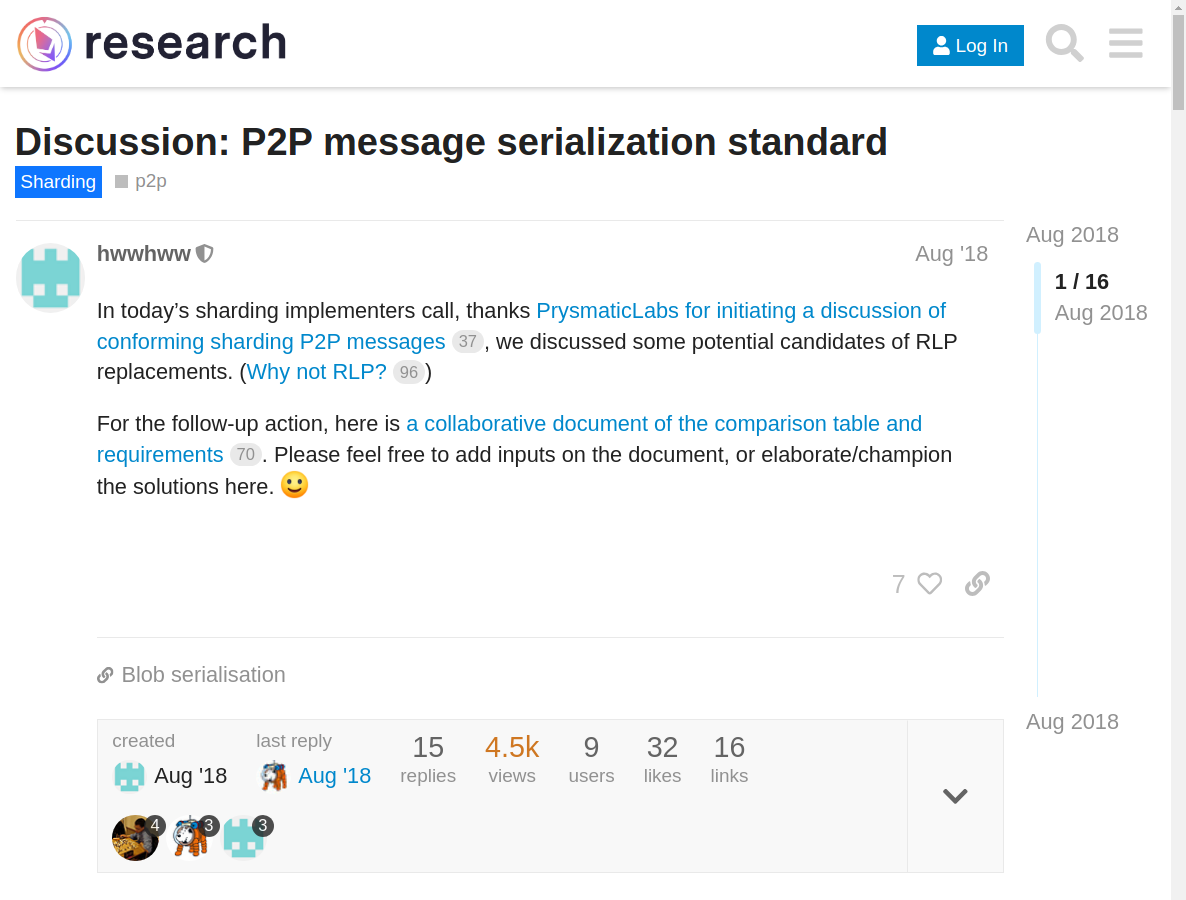 research
Log In
Discussion: P2P message serialization standard
Sharding p2p
hwwhww Aug '18
In today’s sharding implementers call, thanks PrysmaticLabs for initiating a discussion of
conforming sharding P2P messages 37, we discussed some potential candidates of RLP
replacements. (Why not RLP? 96)
For the follow-up action, here is a collaborative document of the comparison table and
requirements 70. Please feel free to add inputs on the document, or elaborate/champion
the solutions here. 🙂
7
Blob serialisation
created
Aug '18
last reply
Aug '18
15
replies
4.5k
views
9
users
32
likes
16
links
4 3 3
Aug 2018
1 / 16
Aug 2018
Aug 2018